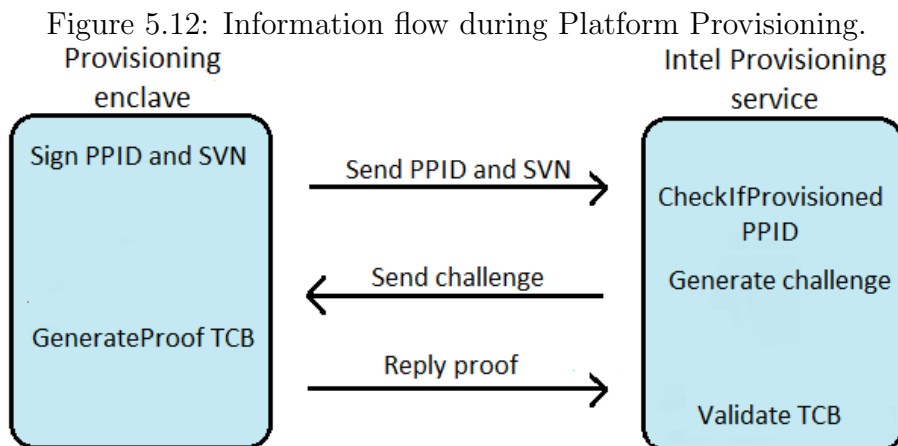 Figure 5.12: Information flow during Platform Provisioning.
Provisioning
enclave
Intel Provisioning
service
Sign PPID and SVN
Send PPID and SVN
CheckIfProvisioned
PPID
Send challenge
Generate challenge
GenerateProof TCB
Reply proof
Validate TCB